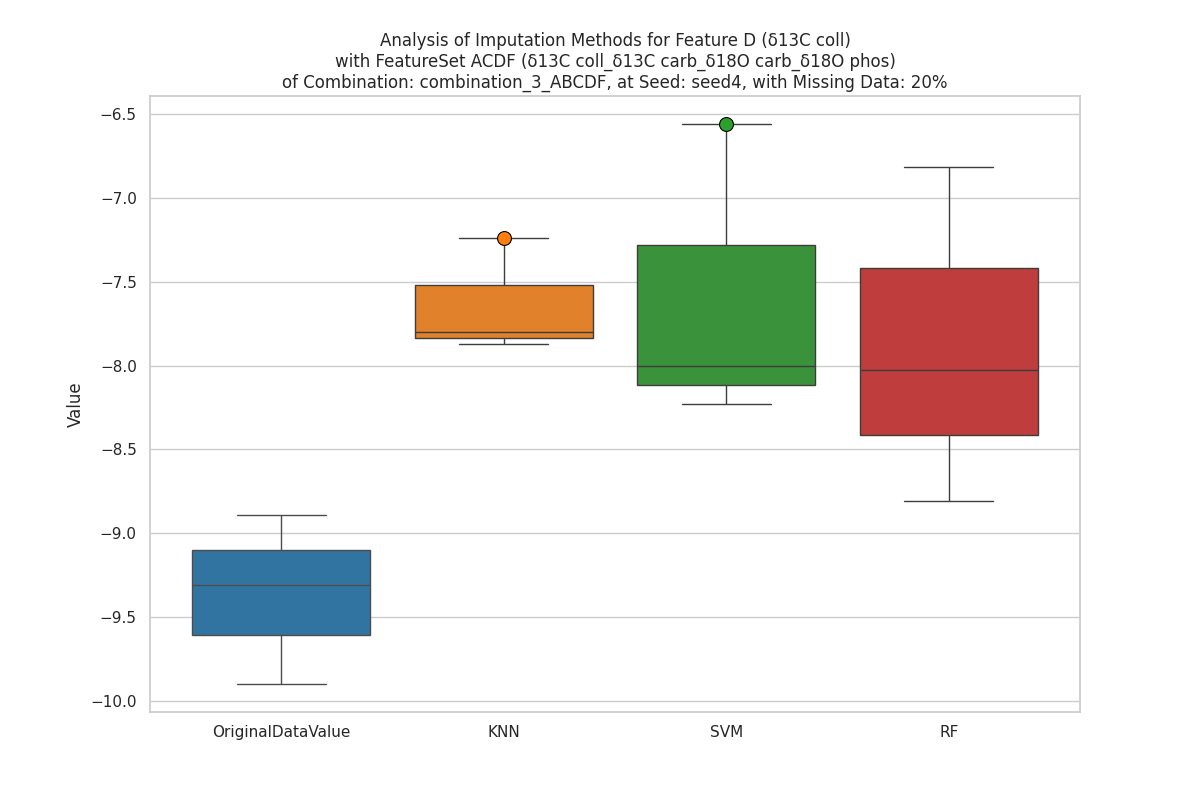 Analysis of Imputation Methods for Feature D (δ13C coll)
with FeatureSet ACDF (δ13C coll_δ13C carb_δ18O carb_δ18O phos)
of Combination: combination_3_ABCDF, at Seed: seed4, with Missing Data: 20%
Value
−6.5
−7.0
−7.5
−8.0
−8.5
−9.0
−9.5
−10.0
OriginalDataValue
KNN
SVM
RF